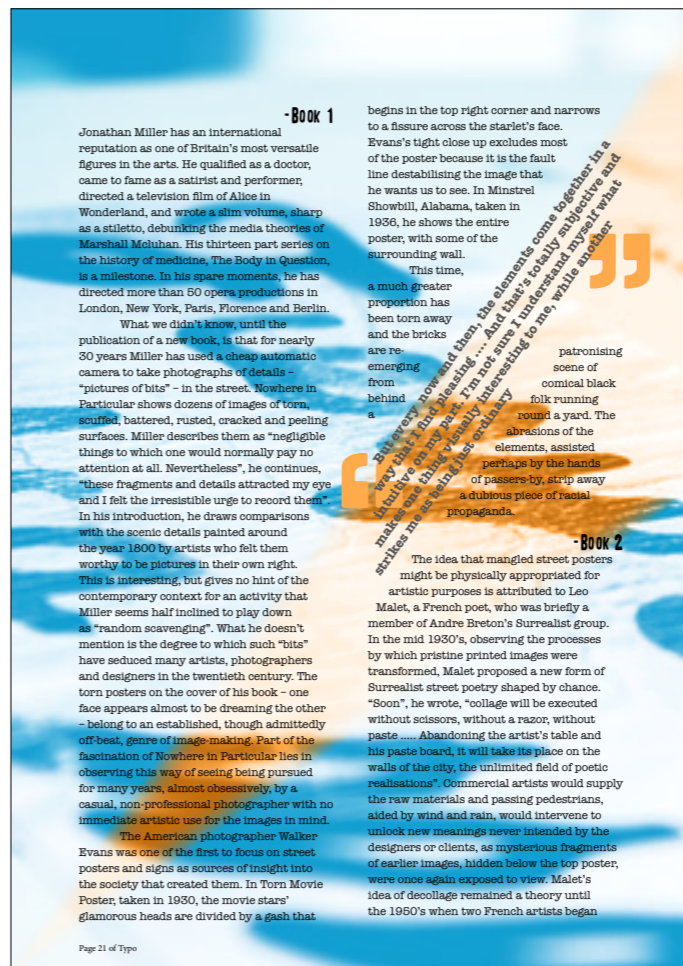 -Book 1
Jonathan Miller has an international
reputation as one of Britain's most versatile
figures in the arts. He qualified as a doctor,
came to fame as a satirist and performer,
directed a television film of Alice in
Wonderland, and wrote a slim volume, sharp
as a stiletto, debunking the media theories of
Marshall Mcluhan. His thirteen part series on
the history of medicine, The Body in Question,
is a milestone. In his spare moments, he has
directed more than 50 opera productions in
London, New York, Paris, Florence and Berlin.
What we didn't know, until the
publication of a new book, is that for nearly
30 years Miller has used a cheap automatic
camera to take photographs of details –
"pictures of bits" – in the street. Nowhere in
Particular shows dozens of images of torn,
scuffed, battered, rusted, cracked and peeling
surfaces. Miller describes them as "negligible
things to which one would normally pay no
attention at all. Nevertheless", he continues,
"these fragments and details attracted my eye
and I felt the irresistible urge to record them".
In his introduction, he draws comparisons
with the scenic details painted around
the year 1800 by artists who felt them
worthy to be pictures in their own right.
This is interesting, but gives no hint of the
contemporary context for an activity that
Miller seems half inclined to play down
as "random scavenging". What he doesn't
mention is the degree to which such "bits"
have seduced many artists, photographers
and designers in the twentieth century. The
torn posters on the cover of his book – one
face appears almost to be dreaming the other
– belong to an established, though admittedly
off-beat, genre of image-making. Part of the
fascination of Nowhere in Particular lies in
observing this way of seeing being pursued
for many years, almost obsessively, by a
casual, non-professional photographer with no
immediate artistic use for the images in mind.
The American photographer Walker
Evans was one of the first to focus on street
posters and signs as sources of insight into
the society that created them. In Torn Movie
Poster, taken in 1930, the movie stars'
glamorous heads are divided by a gash that
begins in the top right corner and narrows
to a fissure across the starlet's face.
Evans's tight close up excludes most
of the poster because it is the fault
line destabilising the image that
he wants us to see. In Minstrel
Showbill, Alabama, taken in
1936, he shows the entire
poster, with some of the
surrounding wall.
This time,
a much greater
proportion has
been torn away
and the bricks
are re-
emerging
from
behind
a
patronising
scene of
comical black
folk running
round a yard. The
abrasions of the
elements, assisted
perhaps by the hands
of passers-by, strip away
a dubious piece of racial
propaganda.
“
But every now and then, the elements come together in a
way that I find pleasing .... And that's totally subjective and
intuitive on my part. I'm not sure I understand myself what
makes one thing visually interesting to me, while another
strikes me as being just ordinary
”
-Book 2
The idea that mangled street posters
might be physically appropriated for
artistic purposes is attributed to Leo
Malet, a French poet, who was briefly a
member of Andre Breton's Surrealist group.
In the mid 1930's, observing the processes
by which pristine printed images were
transformed, Malet proposed a new form of
Surrealist street poetry shaped by chance.
"Soon", he wrote, "collage will be executed
without scissors, without a razor, without
paste ..... Abandoning the artist's table and
his paste board, it will take its place on the
walls of the city, the unlimited field of poetic
realisations". Commercial artists would supply
the raw materials and passing pedestrians,
aided by wind and rain, would intervene to
unlock new meanings never intended by the
designers or clients, as mysterious fragments
of earlier images, hidden below the top poster,
were once again exposed to view. Malet's
idea of decollage remained a theory until
the 1950's when two French artists began
Page 21 of Typo